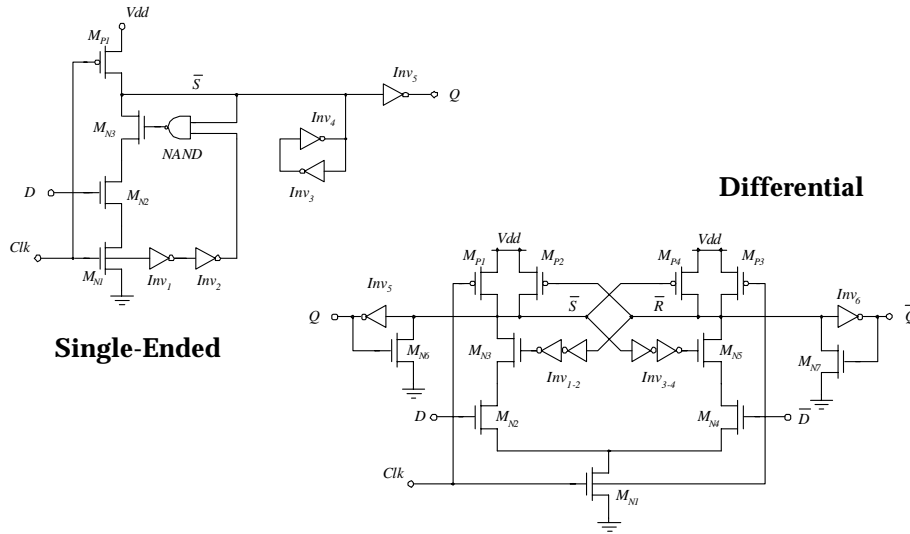 Vdd
M_P1
S̅
Inv_5
Q
Inv_4
M_N3
NAND
Inv_3
D
M_N2
Clk
M_N1
Inv_1
Inv_2
Single-Ended
Differential
Vdd
Vdd
M_P1
M_P2
M_P4
M_P3
Inv_5
S̅
R̅
Inv_6
Q
Q̅
M_N6
M_N3
Inv_1-2
Inv_3-4
M_N5
M_N7
D
M_N2
M_N4
D̅
Clk
M_N1